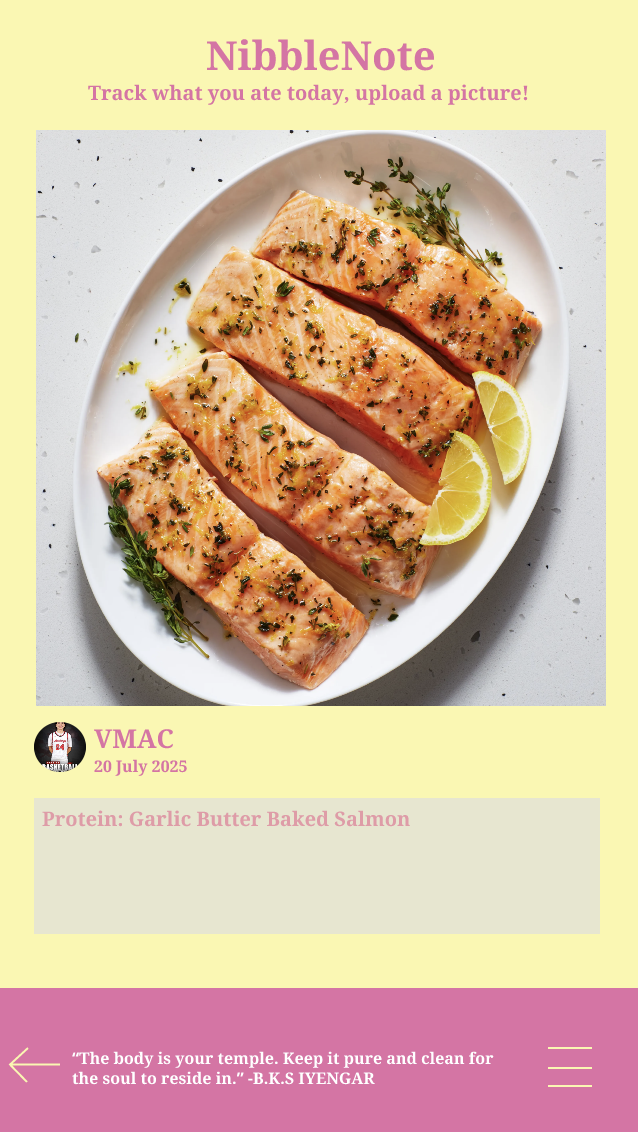 NibbleNote
Track what you ate today, upload a picture!
VMAC
20 July 2025
Protein: Garlic Butter Baked Salmon
“The body is your temple. Keep it pure and clean for
the soul to reside in.” -B.K.S IYENGAR